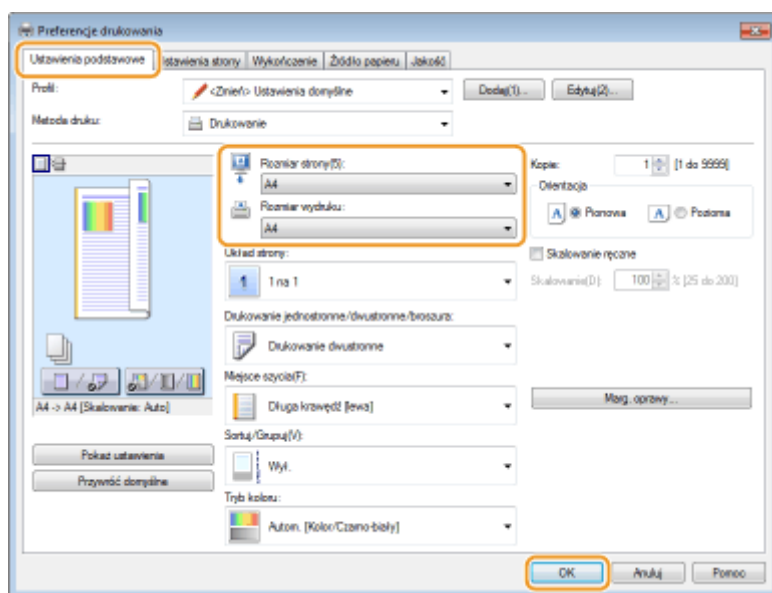 Preferencje drukowania
Ustawienia podstawowe Ustawienia strony Wykończenie Źródło papieru Jakość
Profil: <Zmień> Ustawienia domyślne Dodaj(1)... Edytuj(2)...
Metoda druku: Drukowanie
Rozmiar strony(5):
A4
Rozmiar wydruku:
A4
Kopie: 1 [1 do 9999]
Orientacja
A Pionowa A Pozioma
Układ strony:
1 1 na 1
Skalowanie ręczne
Skalowanie(D): 100 % [25 do 200]
Drukowanie jednostronne/dwustronne/broszura:
Drukowanie dwustronne
Miejsce szycia(F):
Długa krawędź [lewa]
Marg. oprawy...
A4 -> A4 [Skalowanie: Auto]
Sortuj/Grupuj(V):
Wył.
Pokaż ustawienia
Przywróć domyślne
Tryb koloru:
Autom. [Kolor/Czarno-biały]
OK Anuluj Pomoc